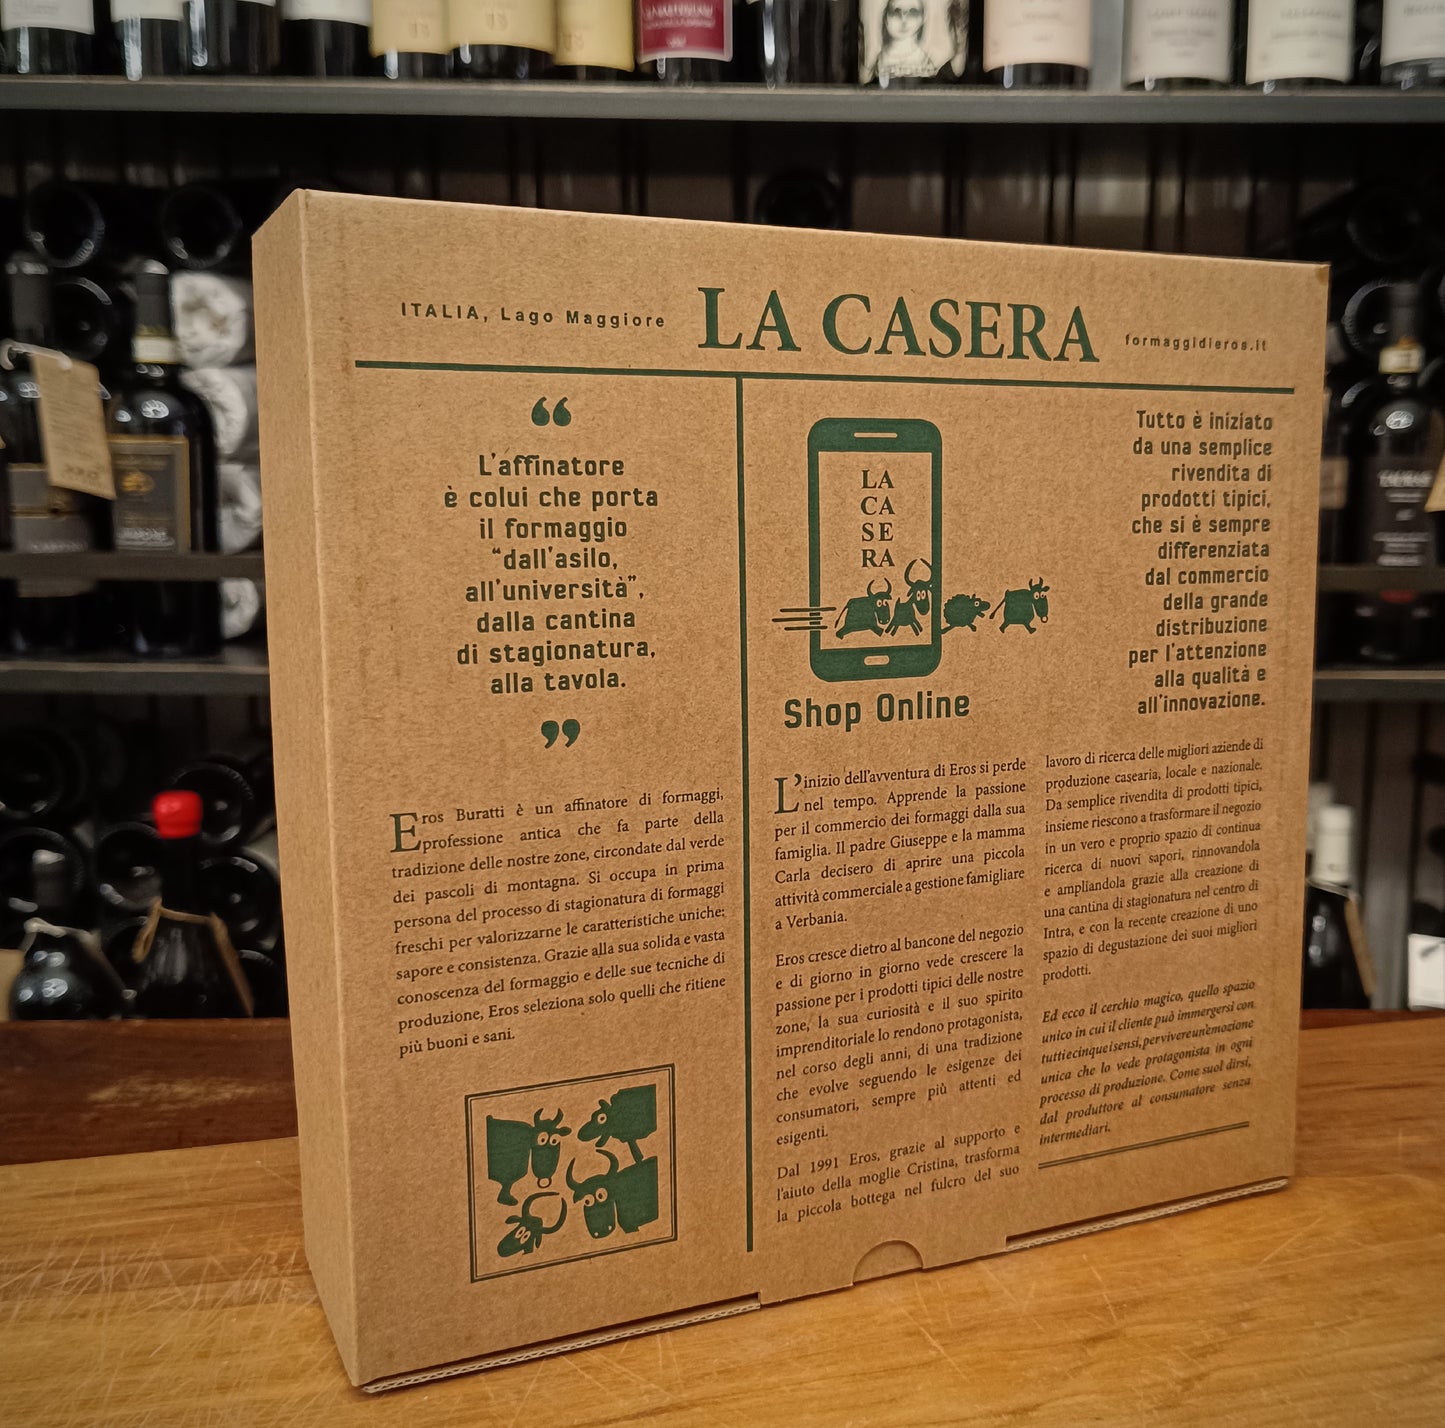 ITALIA, Lago Maggiore
LA CASERA
formaggidieros.it
“
L'affinatore
è colui che porta
il formaggio
“dall'asilo,
all'università”,
dalla cantina
di stagionatura,
alla tavola.
”
Eros Buratti è un affinatore di formaggi,
professione antica che fa parte della
tradizione delle nostre zone, circondate dal verde
dei pascoli di montagna. Si occupa in prima
persona del processo di stagionatura di formaggi
freschi per valorizzarne le caratteristiche uniche:
sapore e consistenza. Grazie alla sua solida e vasta
conoscenza del formaggio e delle sue tecniche di
produzione, Eros seleziona solo quelli che ritiene
più buoni e sani.
LA
CA
SE
RA
Shop Online
Tutto è iniziato
da una semplice
rivendita di
prodotti tipici,
che si è sempre
differenziata
dal commercio
della grande
distribuzione
per l'attenzione
alla qualità e
all'innovazione.
L'inizio dell'avventura di Eros si perde
nel tempo. Apprende la passione
per il commercio dei formaggi dalla sua
famiglia. Il padre Giuseppe e la mamma
Carla decisero di aprire una piccola
attività commerciale a gestione famigliare
a Verbania.
Eros cresce dietro al bancone del negozio
e di giorno in giorno vede crescere la
passione per i prodotti tipici delle nostre
zone, la sua curiosità e il suo spirito
imprenditoriale lo rendono protagonista,
nel corso degli anni, di una tradizione
che evolve seguendo le esigenze dei
consumatori, sempre più attenti ed
esigenti.
Dal 1991 Eros, grazie al supporto e
l'aiuto della moglie Cristina, trasforma
la piccola bottega nel fulcro del suo
lavoro di ricerca delle migliori aziende di
produzione casearia, locale e nazionale.
Da semplice rivendita di prodotti tipici,
insieme riescono a trasformare il negozio
in un vero e proprio spazio di continua
ricerca di nuovi sapori, rinnovandola
e ampliandola grazie alla creazione di
una cantina di stagionatura nel centro di
Intra, e con la recente creazione di uno
spazio di degustazione dei suoi migliori
prodotti.
Ed ecco il cerchio magico, quello spazio
unico in cui il cliente può immergersi con
tutti e cinque i sensi, per vivere un'emozione
unica che lo vede protagonista in ogni
processo di produzione. Come suol dirsi,
dal produttore al consumatore senza
intermediari.